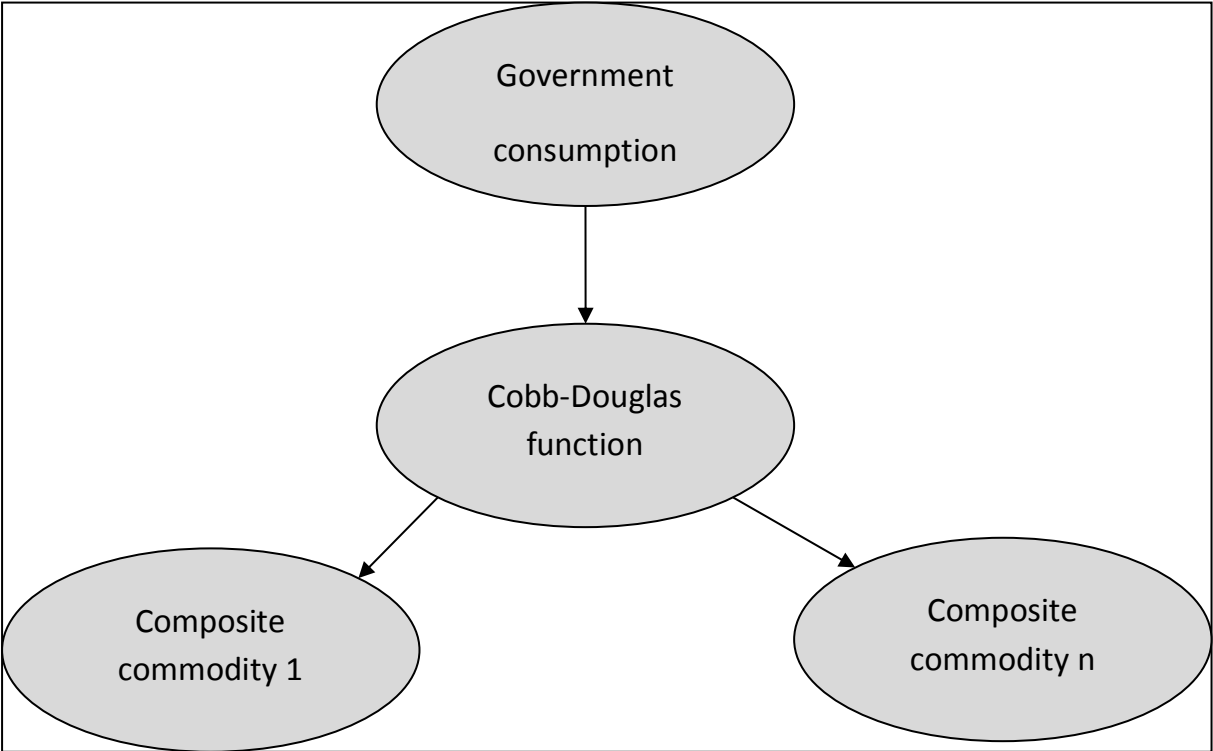 Government
consumption
Cobb-Douglas
function
Composite
commodity 1
Composite
commodity n